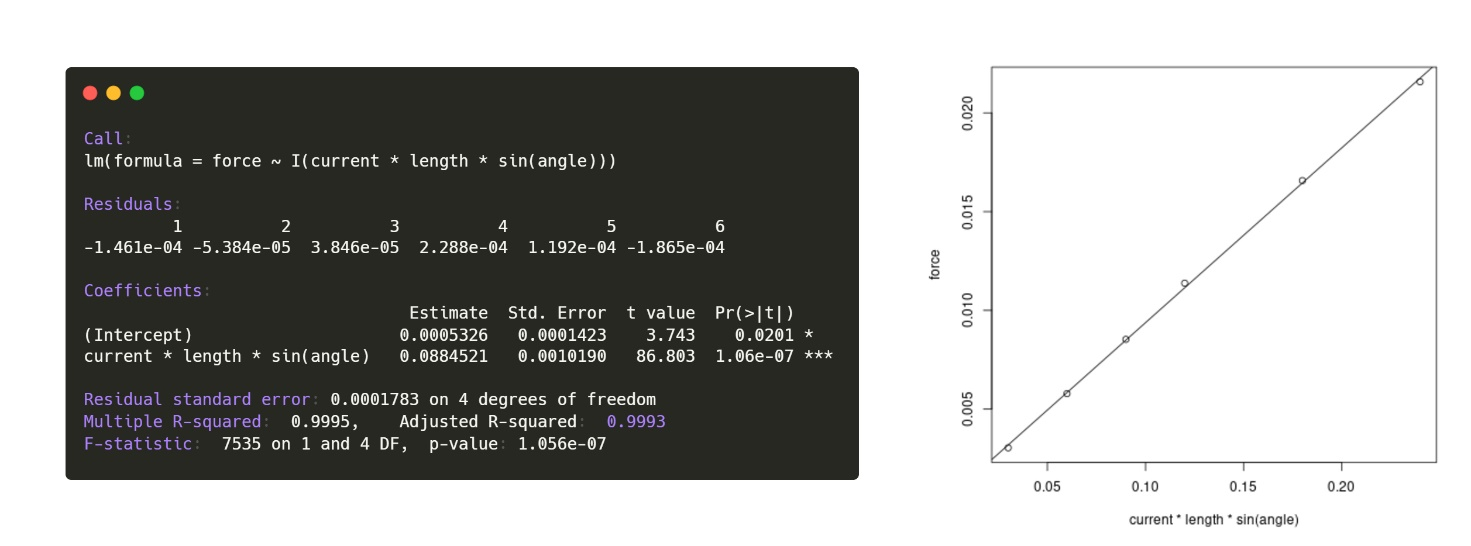 Call:
lm(formula = force ~ I(current * length * sin(angle)))
Residuals:
1 2 3 4 5 6
-1.461e-04 -5.384e-05 3.846e-05 2.288e-04 1.192e-04 -1.865e-04
Coefficients:
Estimate Std. Error t value Pr(>|t|)
(Intercept) 0.0005326 0.0001423 3.743 0.0201 *
current * length * sin(angle) 0.0884521 0.0010190 86.803 1.06e-07 ***
Residual standard error: 0.0001783 on 4 degrees of freedom
Multiple R-squared: 0.9995, Adjusted R-squared: 0.9993
F-statistic: 7535 on 1 and 4 DF, p-value: 1.056e-07
force
0.020
0.015
0.010
0.005
0.05 0.10 0.15 0.20
current * length * sin(angle)